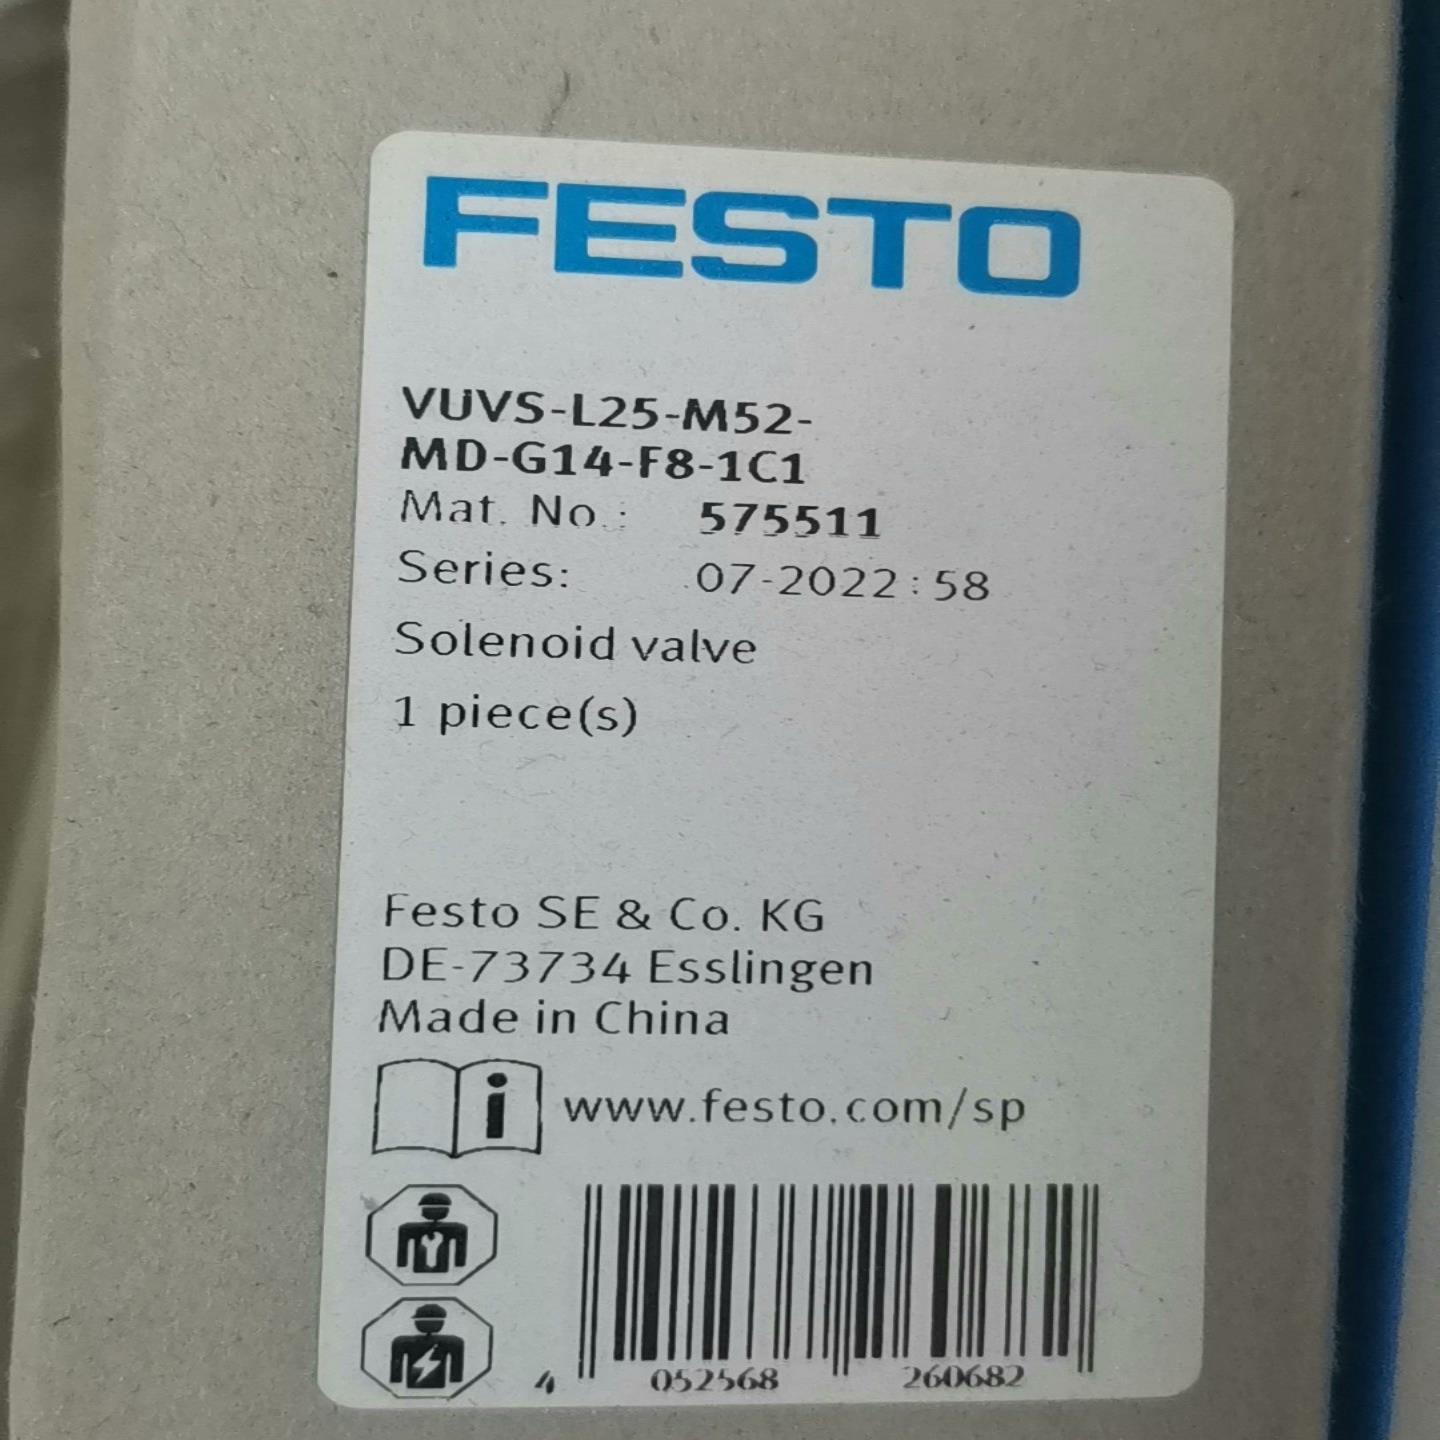 FESTO
VUVS-L25-M52-
MD-G14-F8-1C1
Mat. No.: 575511
Series: 07-2022:58
Solenoid valve
1 piece(s)
Festo SE & Co. KG
DE-73734 Esslingen
Made in China
i www.festo.com/sp
4 052568 260682